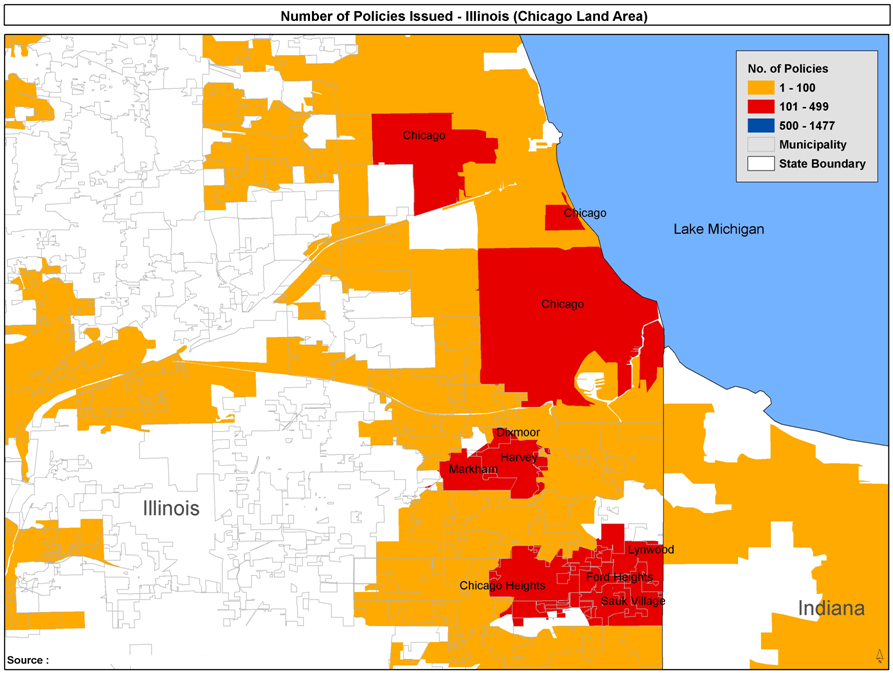 Number of Policies Issued - Illinois (Chicago Land Area)
No. of Policies
1 - 100
101 - 499
500 - 1477
Municipality
State Boundary
Chicago
Chicago
Lake Michigan
Chicago
Dixmoor
Harvey
Markham
Illinois
Lynwood
Ford Heights
Chicago Heights
Sauk Village
Indiana
Source :